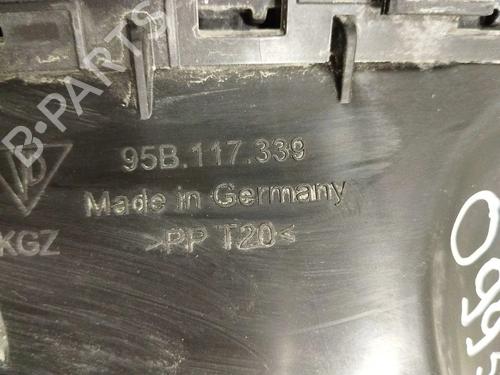 B-PARTS
95B.117.339
Made in Germany
KGZ
>PP T20<